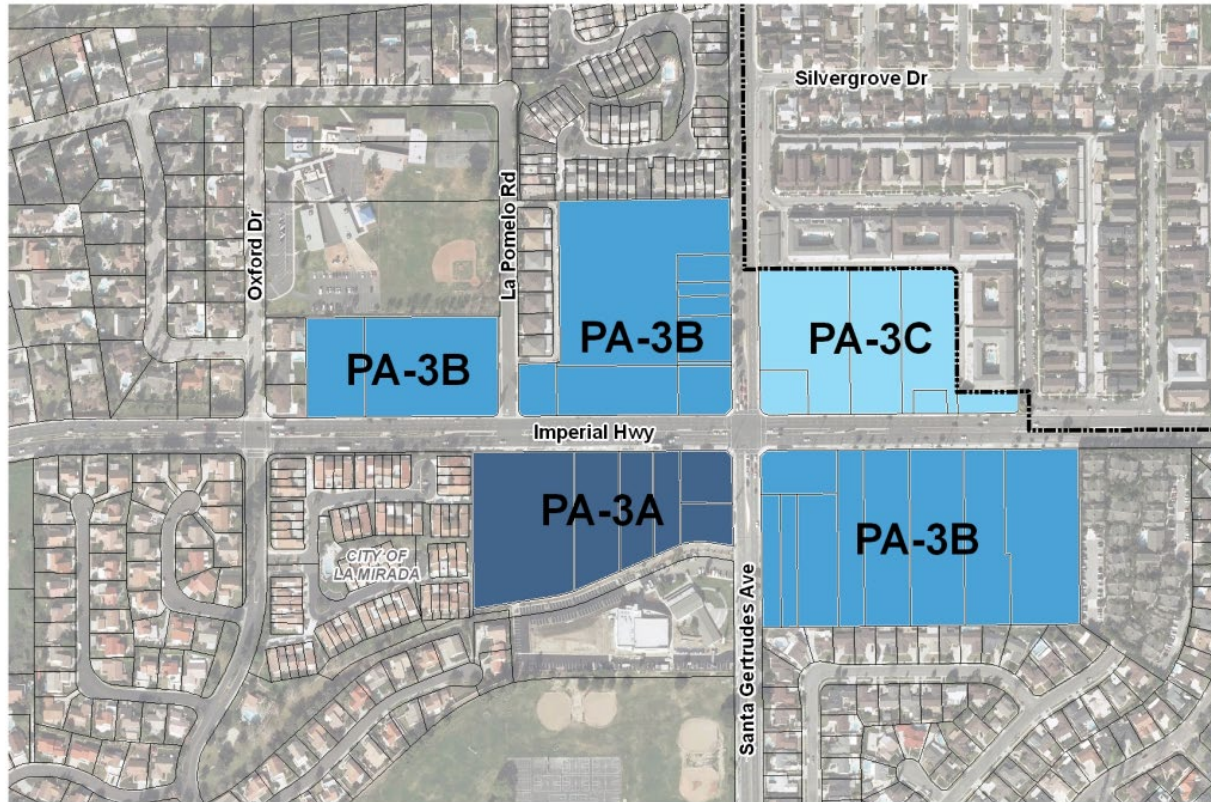 Silvergrove Dr
La Pomelo Rd
Oxford Dr
PA-3B
PA-3B
PA-3C
Imperial Hwy
PA-3A
PA-3B
CITY OF
LA MIRADA
Santa Gertrudes Ave